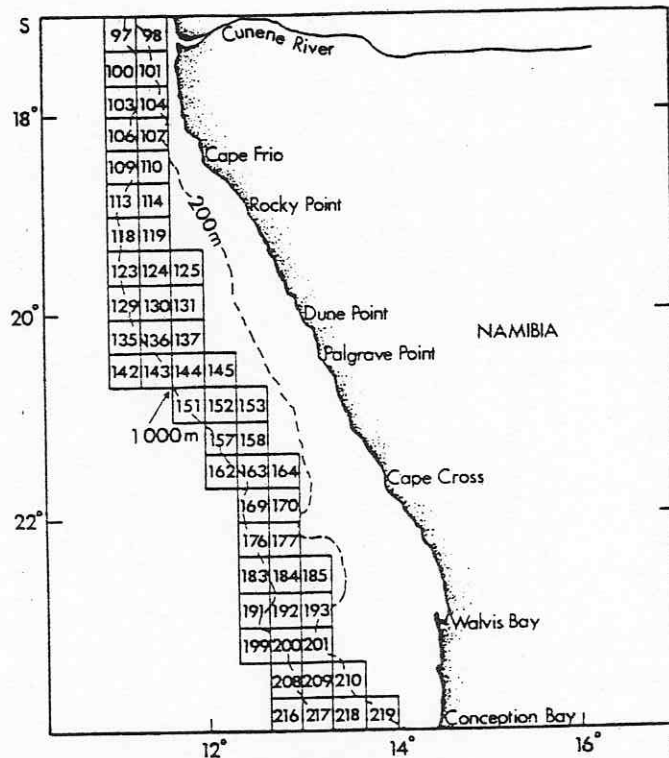 S
97 98
Cunene River
100 101
103 104
18°
106 107
Cape Frio
109 110
113 114
200m
Rocky Point
118 119
123 124 125
129 130 131
20°
Dune Point
NAMIBIA
135 136 137
Palgrave Point
142 143 144 145
151 152 153
1000m
157 158
162 163 164
Cape Cross
169 170
22°
176 177
183 184 185
191 192 193
Walvis Bay
199 200 201
208 209 210
216 217 218 219
Conception Bay
12° 14° 16°